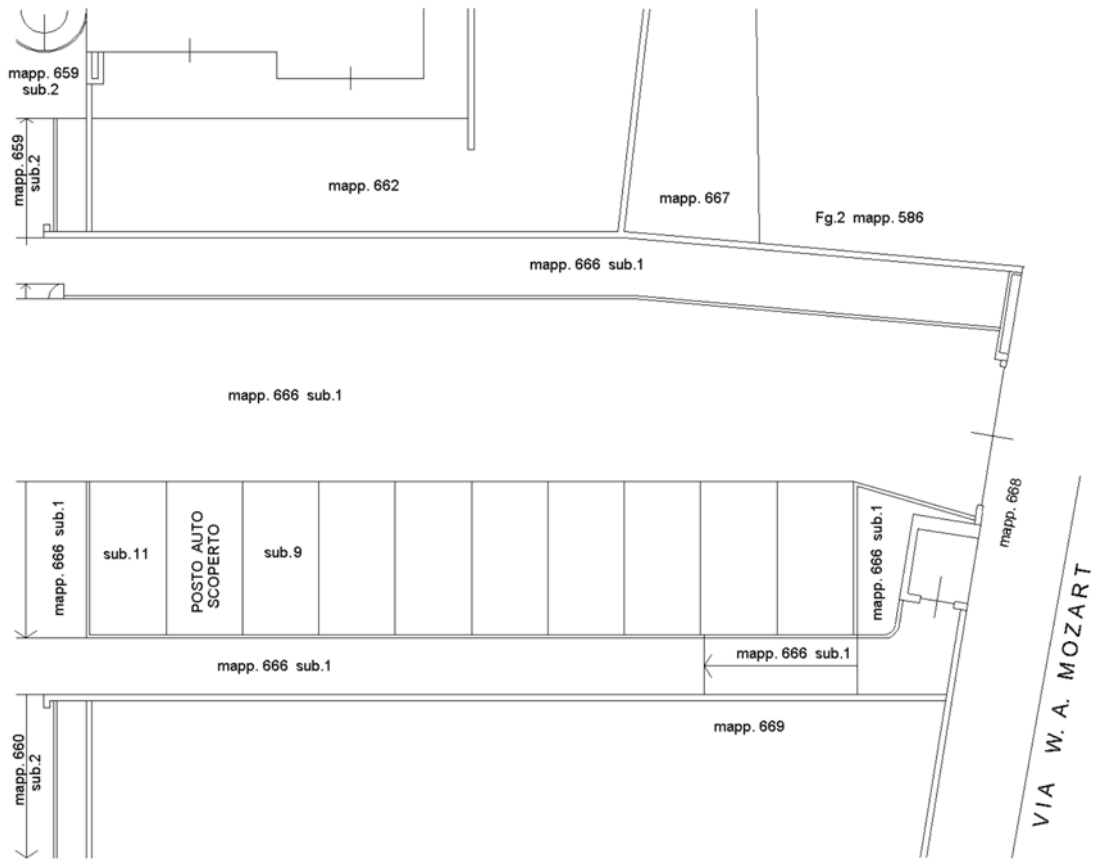 mapp. 659
sub.2
mapp. 659
sub.2
mapp. 662
mapp. 667
Fg.2 mapp. 586
mapp. 666 sub.1
mapp. 666 sub.1
mapp. 668
mapp. 666 sub.1
sub.11
POSTO AUTO
SCOPERTO
sub.9
mapp. 666 sub.1
mapp. 666 sub.1
mapp. 666 sub.1
mapp. 669
mapp. 660
sub.2
VIA W. A. MOZART